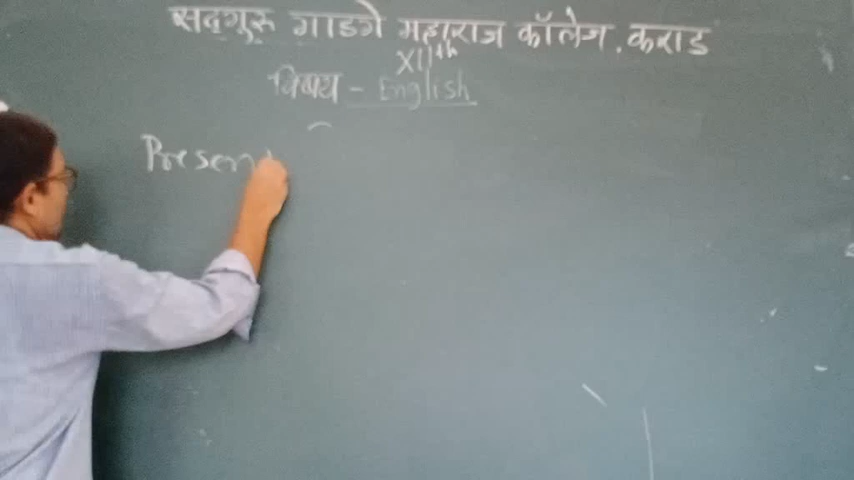 सदगुरु गाडगे महाराज कॉलेज. कराड
XIIth
विषय - English
Presen